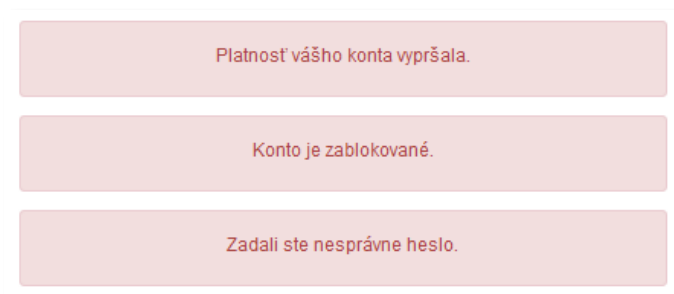 Platnosť vášho konta vypršala.
Konto je zablokované.
Zadali ste nesprávne heslo.